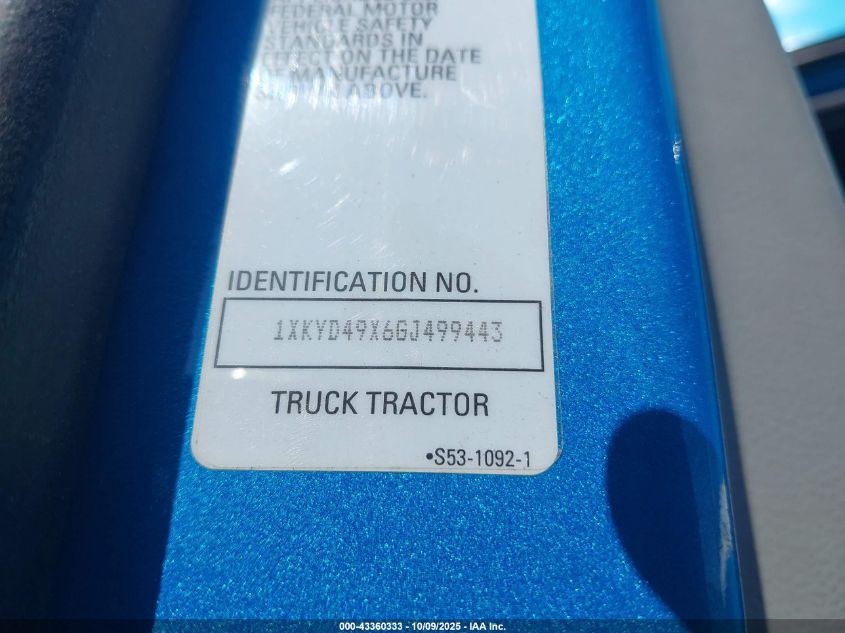 FEDERAL MOTOR
VEHICLE SAFETY
STANDARDS IN
EFFECT ON THE DATE
OF MANUFACTURE
SHOWN ABOVE.
IDENTIFICATION NO.
1XKYD49X6GJ499443
TRUCK TRACTOR
•S53-1092-1
000-43360333 - 10/09/2025 - IAA Inc.